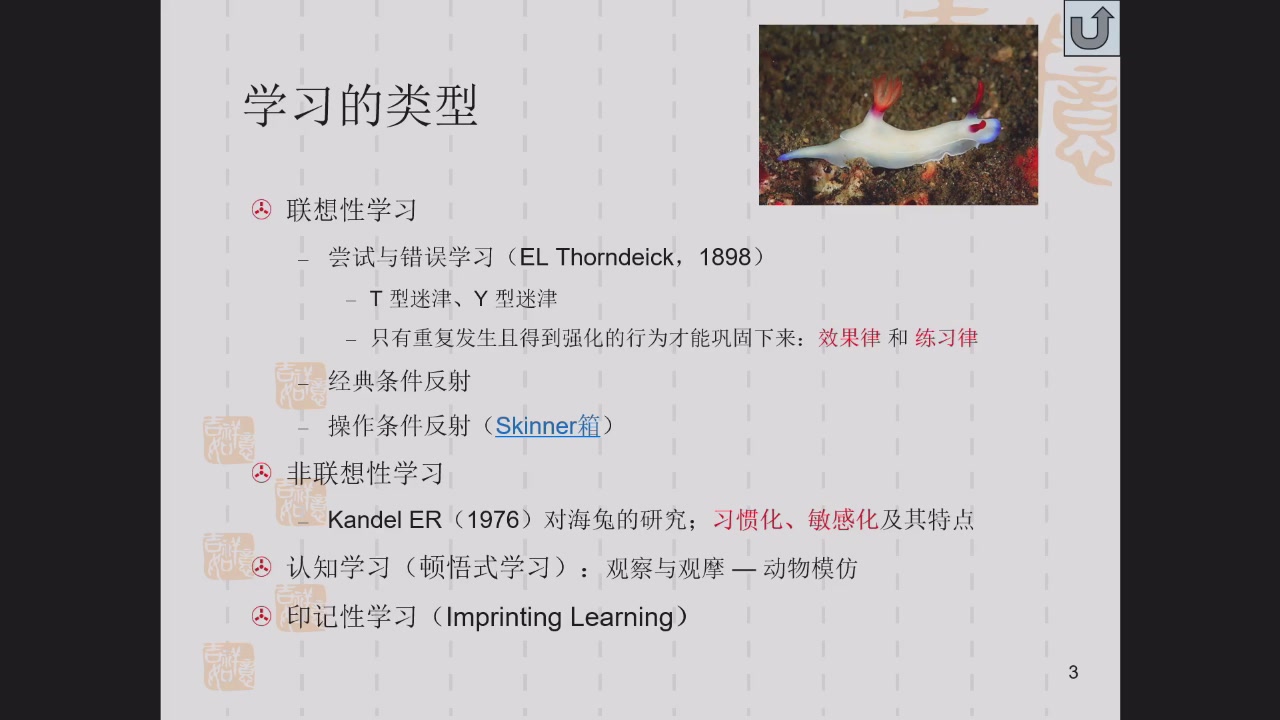 学习的类型
联想性学习
– 尝试与错误学习（EL Thorndeick，1898）
– T 型迷津、Y 型迷津
– 只有重复发生且得到强化的行为才能巩固下来：效果律 和 练习律
– 经典条件反射
– 操作条件反射（Skinner箱）
非联想性学习
– Kandel ER（1976）对海兔的研究；习惯化、敏感化及其特点
认知学习（顿悟式学习）：观察与观摩 — 动物模仿
印记性学习（Imprinting Learning）
3